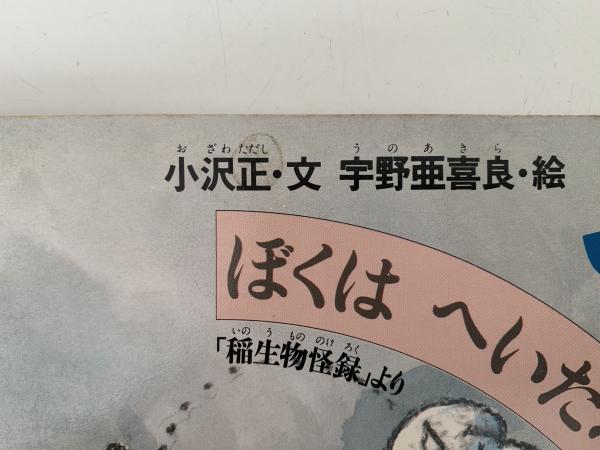 お ざわ ただし うの あ き ら
小沢正・文 宇野亜喜良・絵
ぼくは へいた
いの う もの のけ ろく
「稲生物怪録」より